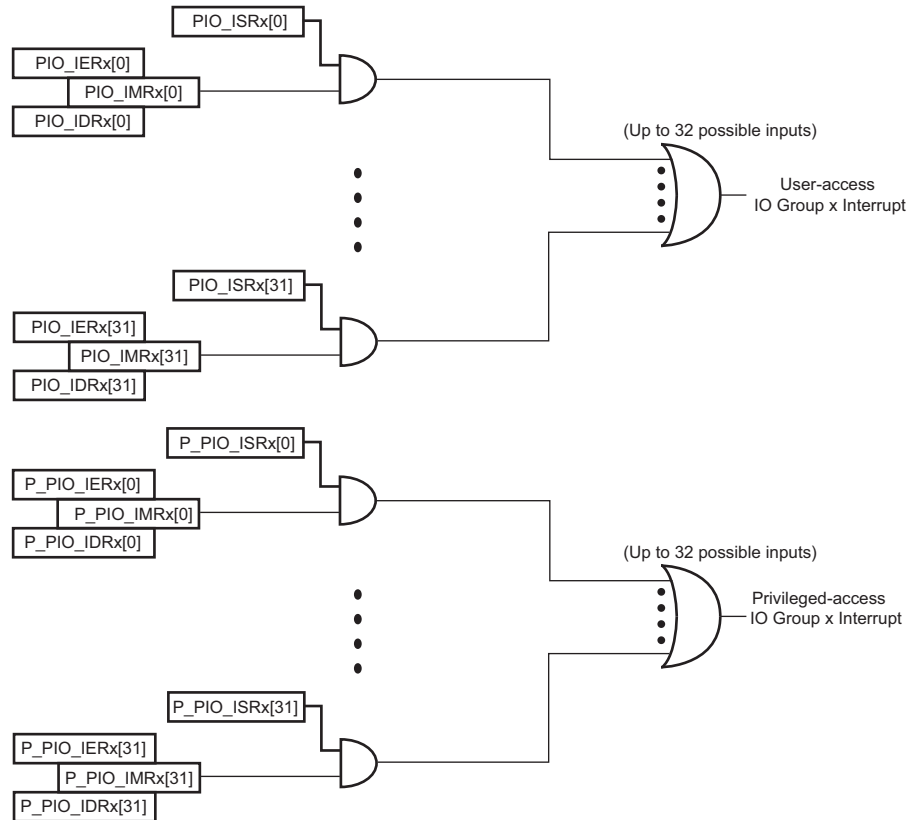 PIO_ISRx[0]
PIO_IERx[0]
PIO_IMRx[0]
PIO_IDRx[0]
(Up to 32 possible inputs)
User-access
IO Group x Interrupt
PIO_ISRx[31]
PIO_IERx[31]
PIO_IMRx[31]
PIO_IDRx[31]
P_PIO_ISRx[0]
P_PIO_IERx[0]
P_PIO_IMRx[0]
P_PIO_IDRx[0]
(Up to 32 possible inputs)
Privileged-access
IO Group x Interrupt
P_PIO_ISRx[31]
P_PIO_IERx[31]
P_PIO_IMRx[31]
P_PIO_IDRx[31]